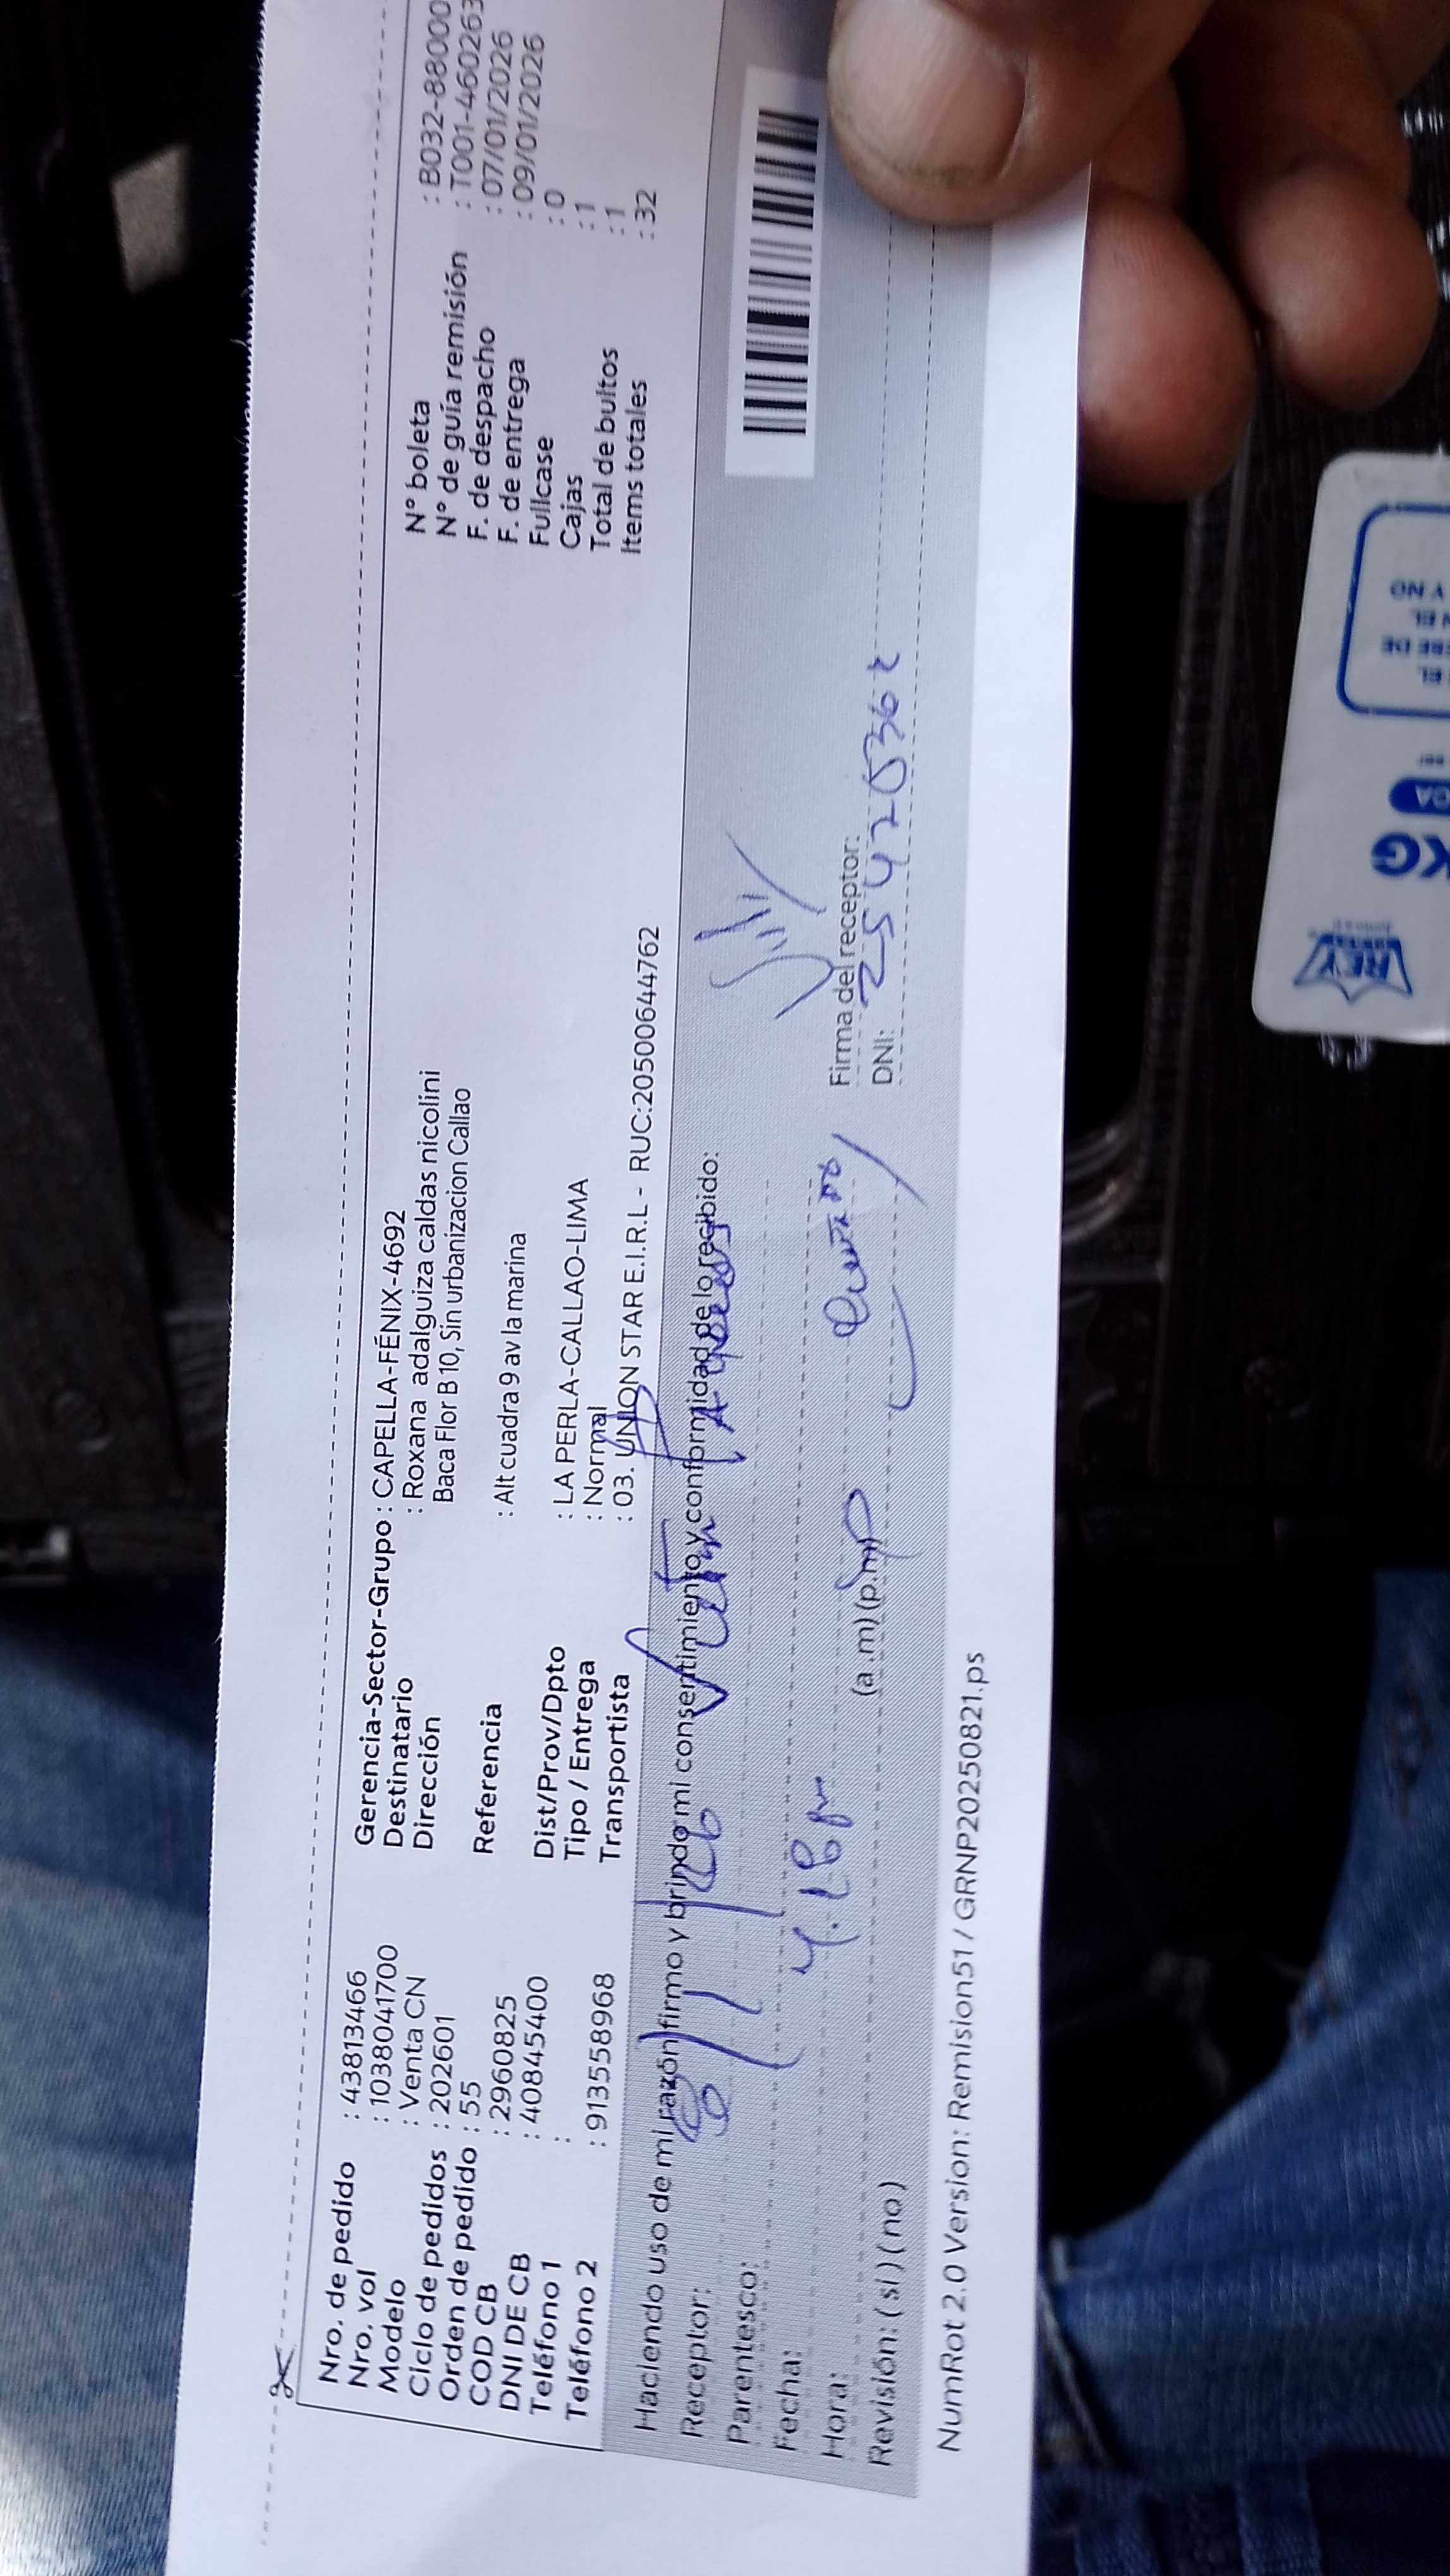 Nro. de pedido : 43813466
Nro. vol : 1038041700
Modelo : Venta CN
Ciclo de pedidos : 202601
Orden de pedido : 55
COD CB : 2960825
DNI DE CB : 40845400
Teléfono 1 :
Teléfono 2 : 913558968
Gerencia-Sector-Grupo : CAPELLA-FÉNIX-4692
Destinatario : Roxana adalguiza caldas nicolini
Dirección Baca Flor B 10, Sin urbanizacion Callao
Referencia : Alt cuadra 9 av la marina
Dist/Prov/Dpto : LA PERLA-CALLAO-LIMA
Tipo / Entrega : Normal
Transportista : 03. UNION STAR E.I.R.L - RUC:20500644762
N° boleta : B032-88000
N° de guía remisión : T001-460263
F. de despacho : 07/01/2026
F. de entrega : 09/01/2026
Fullcase : 0
Cajas : 1
Total de bultos : 1
Items totales : 32
Haciendo uso de mi razón firmo y brindo mi consentimiento y conformidad de lo recibido:
Receptor:
Parentesco:
Fecha:
Hora: (a.m) (p.m)
Revisión: (si) (no)
4.18 pm
Firma del receptor:
DNI:
NumRot 2.0 Version: Remision51 / GRNP20250821.ps
REY
KG